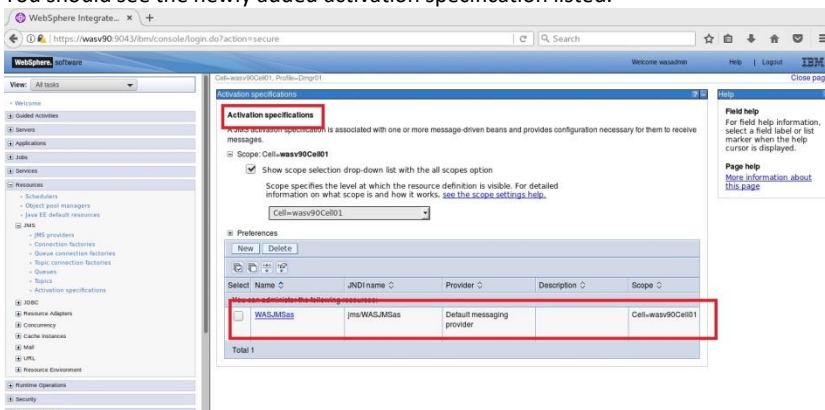 You should see the newly added activation specification listed.
WebSphere Integrate... × +
https://wasv90:9043/ibm/console/login.do?action=secure
Search
WebSphere. software
Welcome wasadmin
Help | Logout
IBM
View: All tasks
Cell=wasv90Cell01, Profile=Dmgr01
Close pag
Welcome
Guided Activities
Servers
Applications
Jobs
Services
Resources
Schedulers
Object pool managers
Java EE default resources
JMS
JMS providers
Connection factories
Queue connection factories
Topic connection factories
Queues
Topics
Activation specifications
JDBC
Resource Adapters
Concurrency
Cache instances
Mail
URL
Resource Environment
Runtime Operations
Security
Activation specifications
Activation specifications
A JMS activation specification is associated with one or more message-driven beans and provides configuration necessary for them to receive
messages.
Scope: Cell=wasv90Cell01
Show scope selection drop-down list with the all scopes option
Scope specifies the level at which the resource definition is visible. For detailed
information on what scope is and how it works, see the scope settings help.
Cell=wasv90Cell01
Preferences
New Delete
Select Name JNDI name Provider Description Scope
You can administer the following resources:
WASJMSas jms/WASJMSas Default messaging Cell=wasv90Cell01
provider
Total 1
Help
Field help
For field help information,
select a field label or list
marker when the help
cursor is displayed.
Page help
More information about
this page